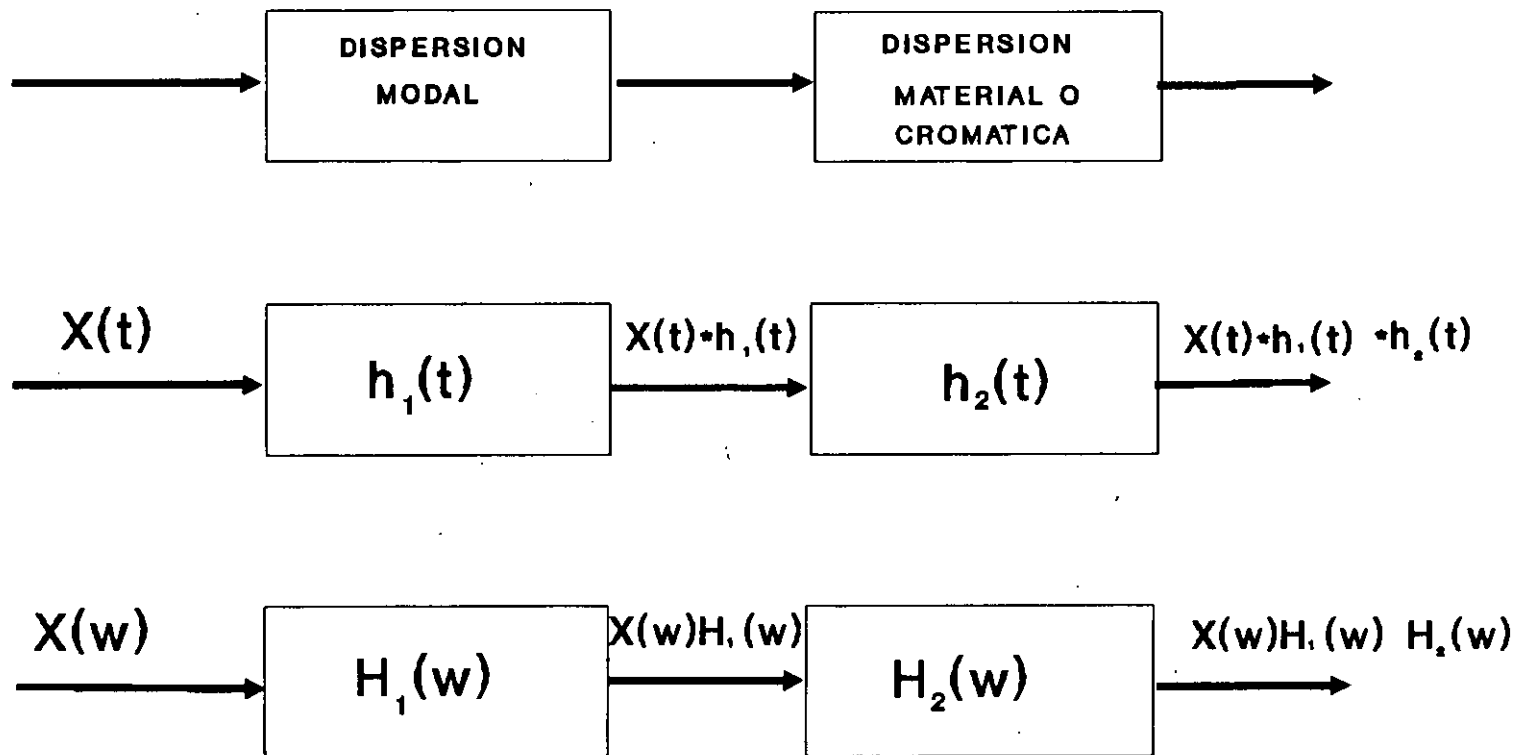 DISPERSION
MODAL
DISPERSION
MATERIAL O
CROMATICA
X(t)
h₁(t)
X(t)*h₁(t)
h₂(t)
X(t)*h₁(t) *h₂(t)
X(w)
H₁(w)
X(w)H₁(w)
H₂(w)
X(w)H₁(w) H₂(w)